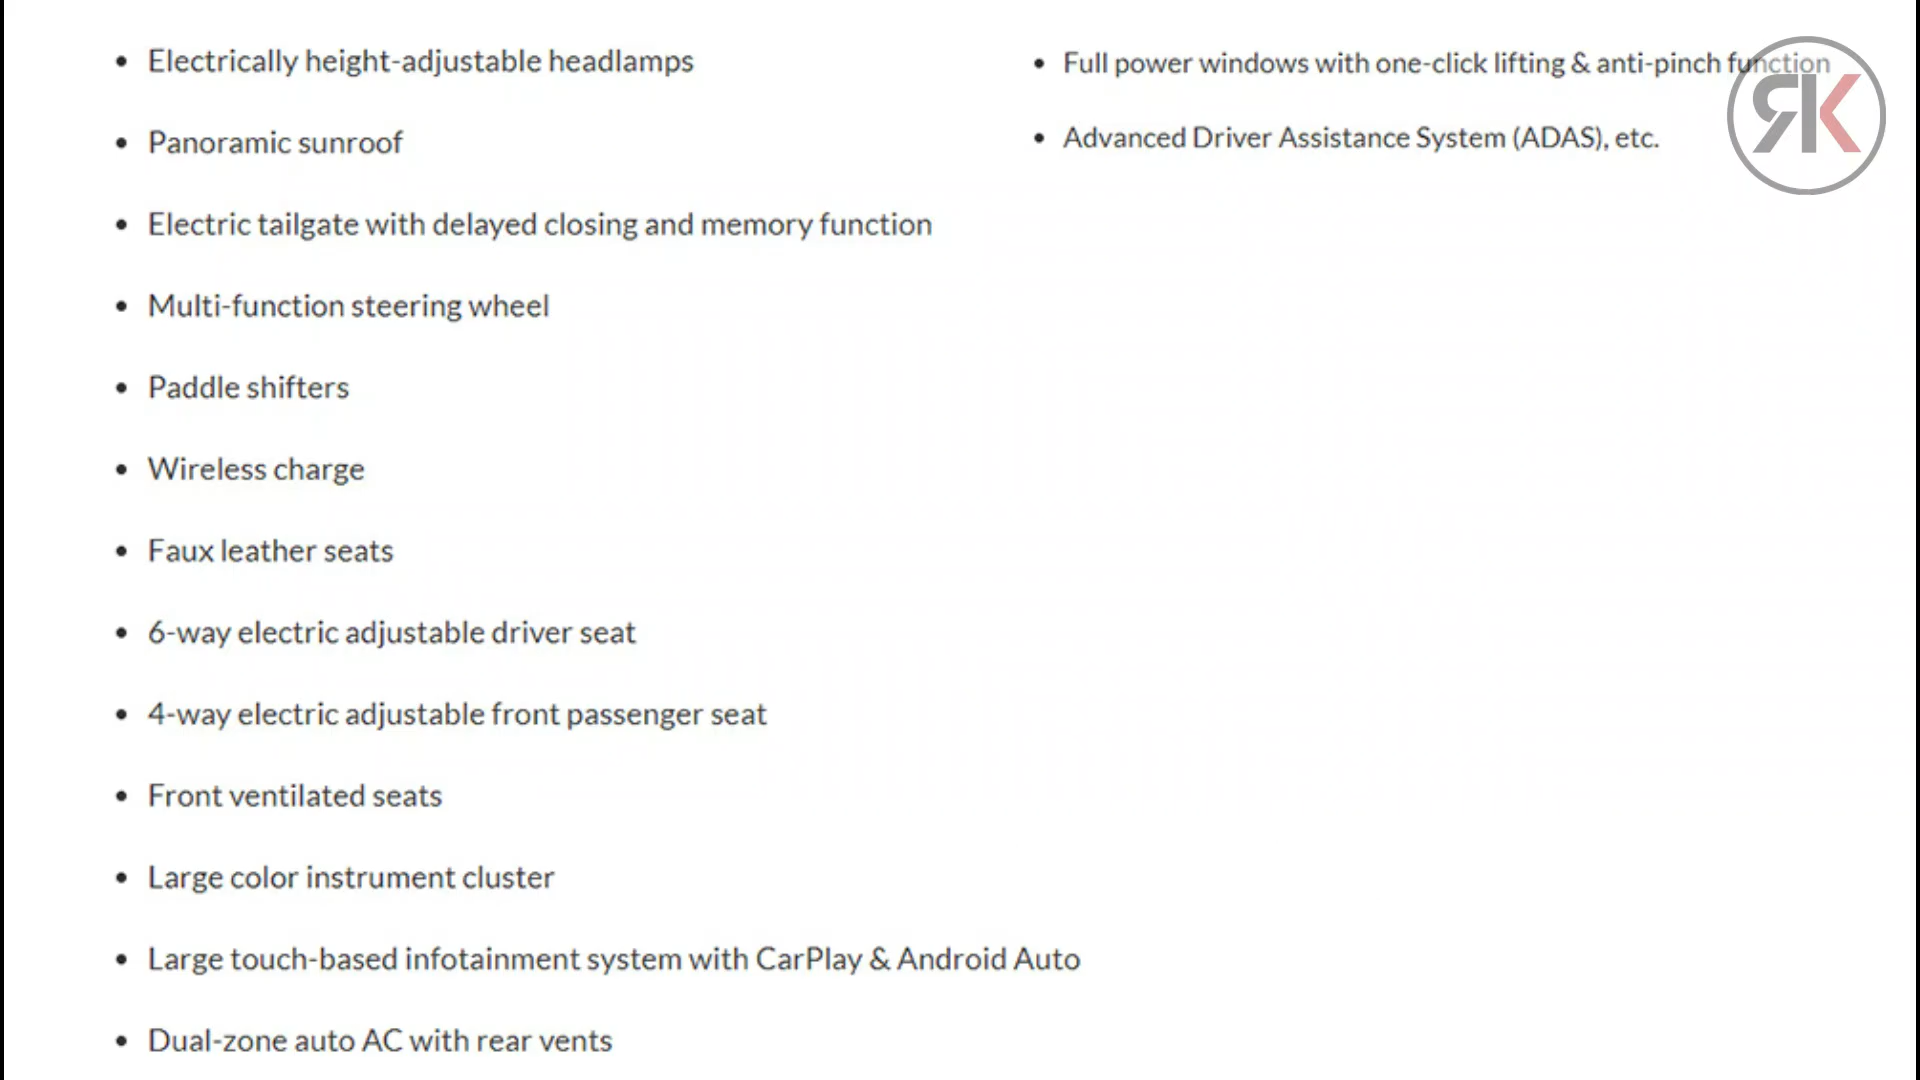 • Electrically height-adjustable headlamps
• Panoramic sunroof
• Electric tailgate with delayed closing and memory function
• Multi-function steering wheel
• Paddle shifters
• Wireless charge
• Faux leather seats
• 6-way electric adjustable driver seat
• 4-way electric adjustable front passenger seat
• Front ventilated seats
• Large color instrument cluster
• Large touch-based infotainment system with CarPlay & Android Auto
• Dual-zone auto AC with rear vents
• Full power windows with one-click lifting & anti-pinch function
• Advanced Driver Assistance System (ADAS), etc.
RK